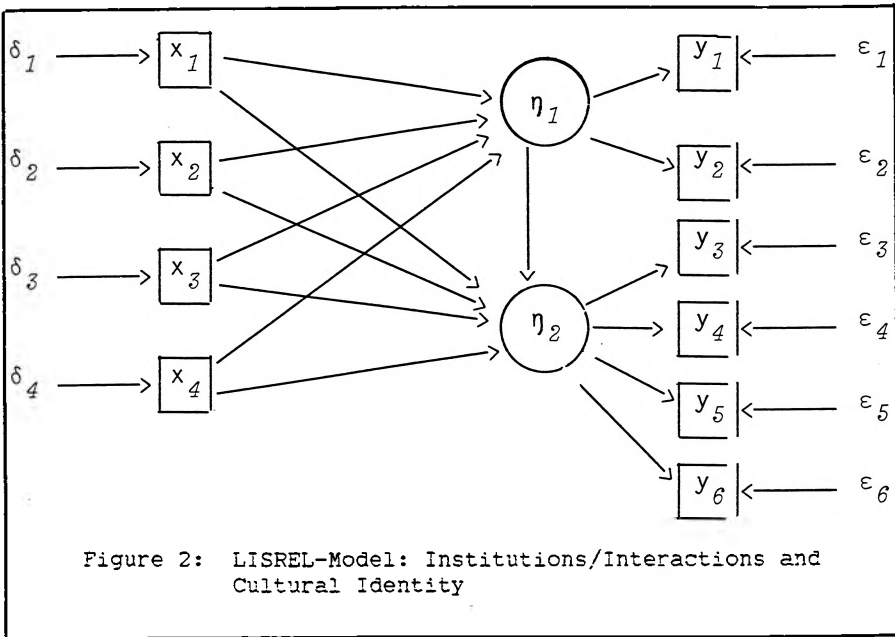 δ1 x1 η1 y1 ε1
δ2 x2 y2 ε2
δ3 x3 y3 ε3
η2
δ4 x4 y4 ε4
y5 ε5
y6 ε6
Figure 2: LISREL-Model: Institutions/Interactions and
Cultural Identity